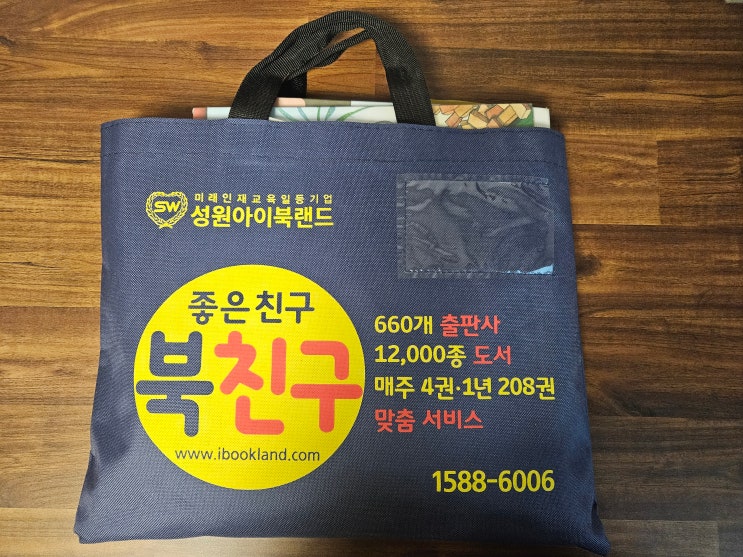 SW
미래인재교육일등기업
성원아이북랜드
좋은친구
북친구
www.ibookland.com
660개 출판사
12,000종 도서
매주 4권·1년 208권
맞춤 서비스
1588-6006